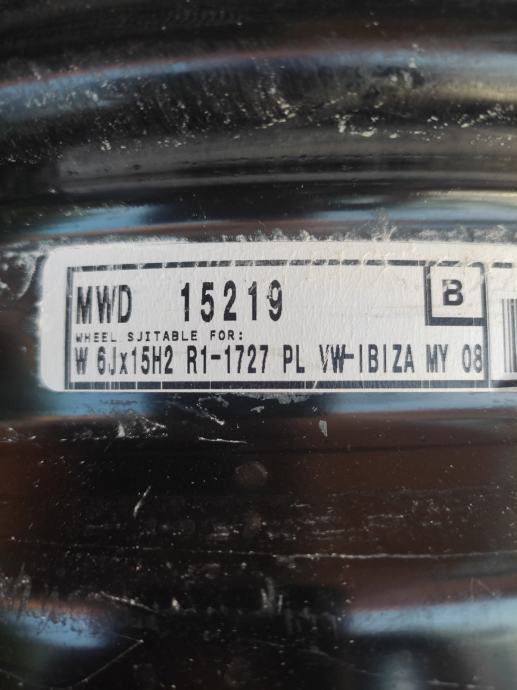 MWD 15219 B
WHEEL SJITABLE FOR:
W 6Jx15H2 R1-1727 PL VW-IBIZA MY 08